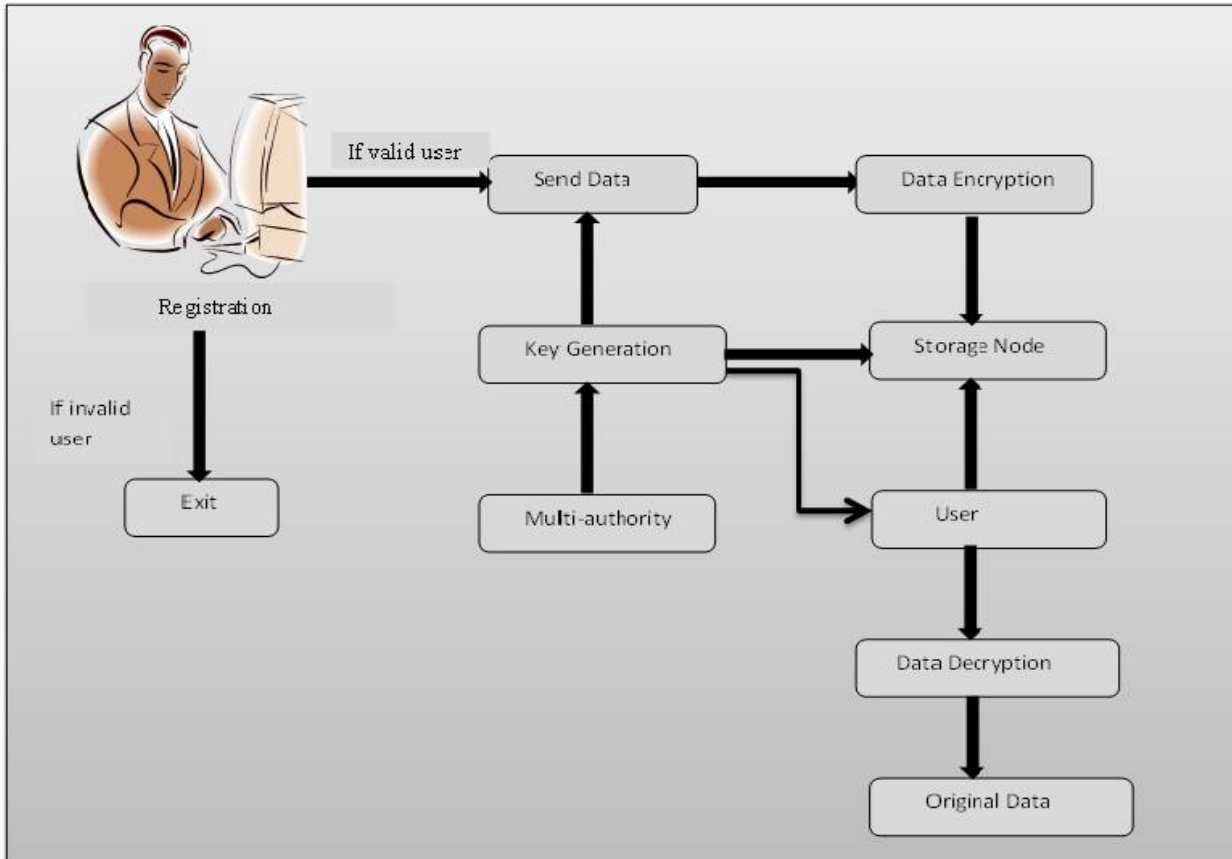 If valid user
Send Data
Data Encryption
Registration
Key Generation
Storage Node
If invalid
user
Exit
Multi-authority
User
Data Decryption
Original Data